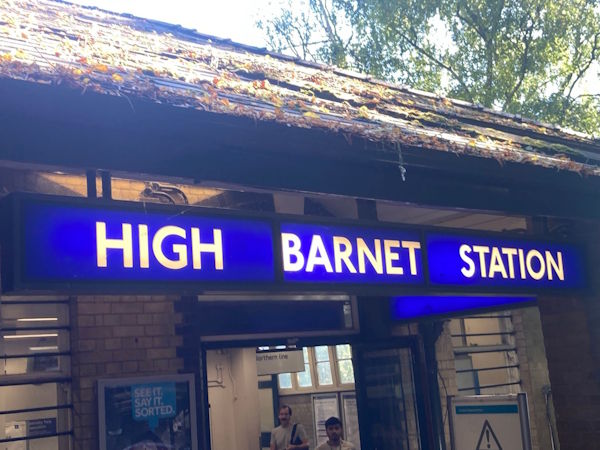 HIGH BARNET STATION
Northern line
SEE IT.
SAY IT.
SORTED.